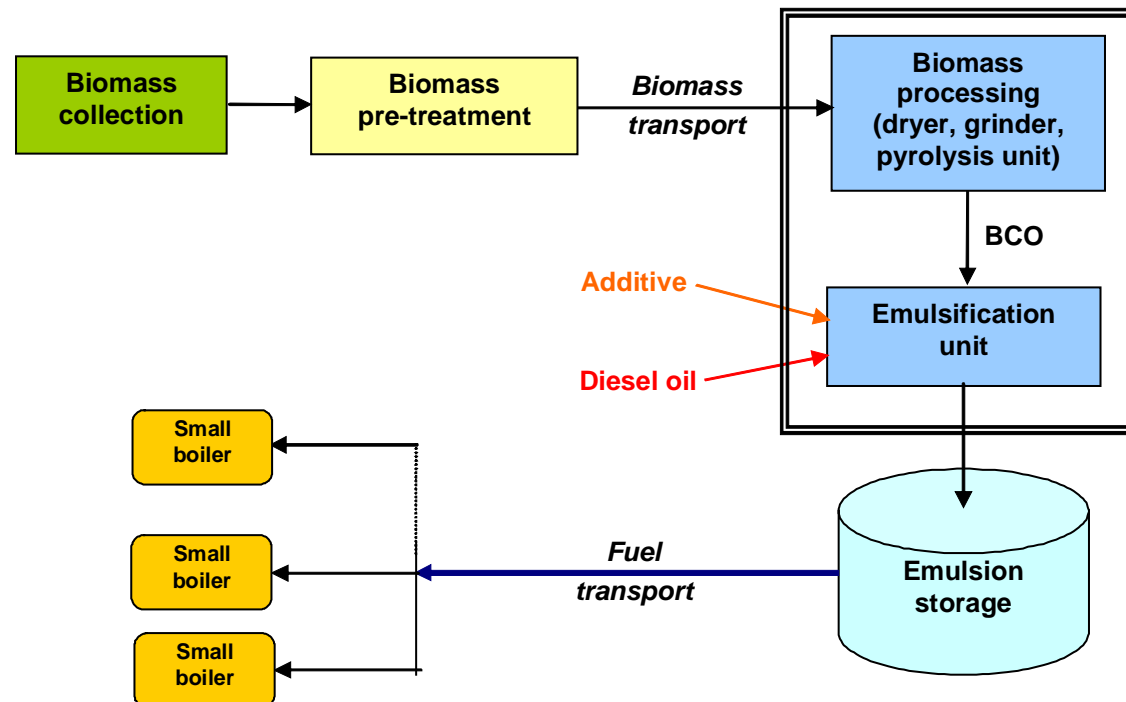 Biomass
collection
Biomass
pre-treatment
Biomass
transport
Biomass
processing
(dryer, grinder,
pyrolysis unit)
BCO
Additive
Emulsification
unit
Diesel oil
Small
boiler
Small
boiler
Small
boiler
Fuel
transport
Emulsion
storage